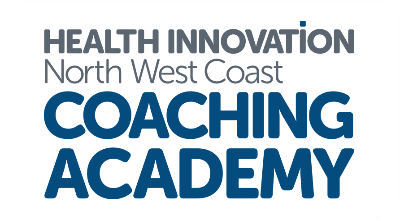 HEALTH INNOVATION
North West Coast
COACHING
ACADEMY